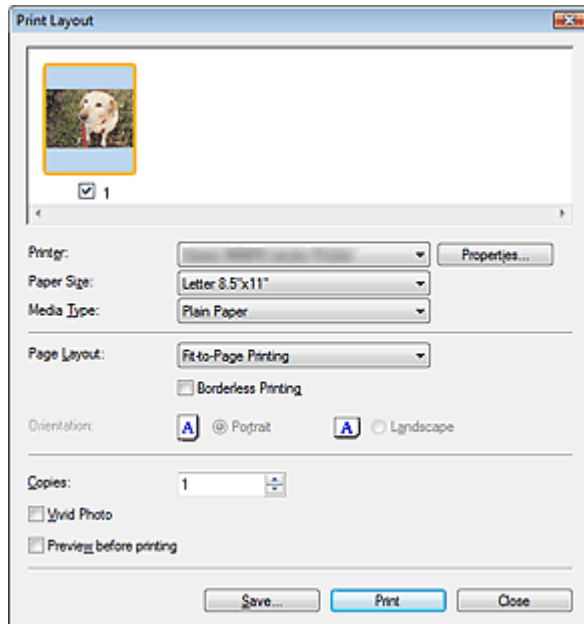 Print Layout
1
Printer:
Properties...
Paper Size: Letter 8.5"x11"
Media Type: Plain Paper
Page Layout: Fit-to-Page Printing
Borderless Printing
Orientation: A Portrait A Landscape
Copies: 1
Vivid Photo
Preview before printing
Save... Print Close